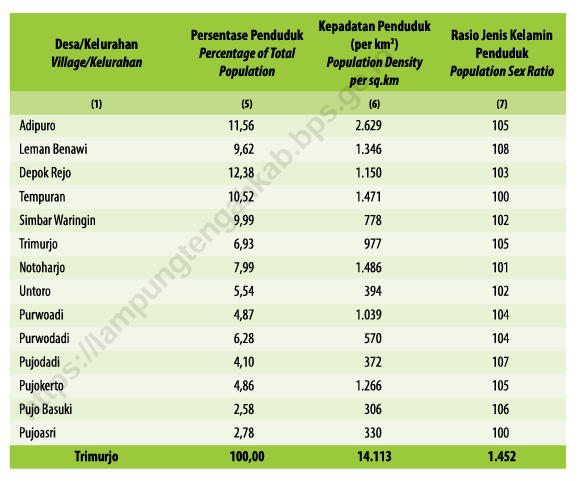 Desa/Kelurahan Village/Kelurahan | Persentase Penduduk Percentage of Total Population | Kepadatan Penduduk (per km²) Population Density per sq.km | Rasio Jenis Kelamin Penduduk Population Sex Ratio
(1) (5) (6) (7)
Adipuro 11,56 2.629 105
Leman Benawi 9,62 1.346 108
Depok Rejo 12,38 1.150 103
Tempuran 10,52 1.471 100
Simbar Waringin 9,99 778 102
Trimurjo 6,93 977 105
Notoharjo 7,99 1.486 101
Untoro 5,54 394 102
Purwoadi 4,87 1.039 104
Purwodadi 6,28 570 104
Pujodadi 4,10 372 107
Pujokerto 4,86 1.266 105
Pujo Basuki 2,58 306 106
Pujoasri 2,78 330 100
Trimurjo 100,00 14.113 1.452
https://lampungtengahkab.bps.go.id